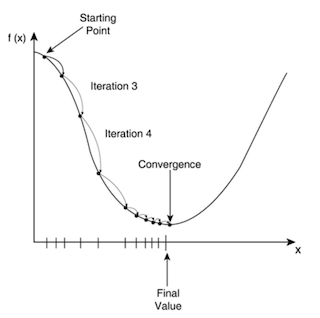 Starting
Point
f (x)
Iteration 3
Iteration 4
Convergence
x
Final
Value